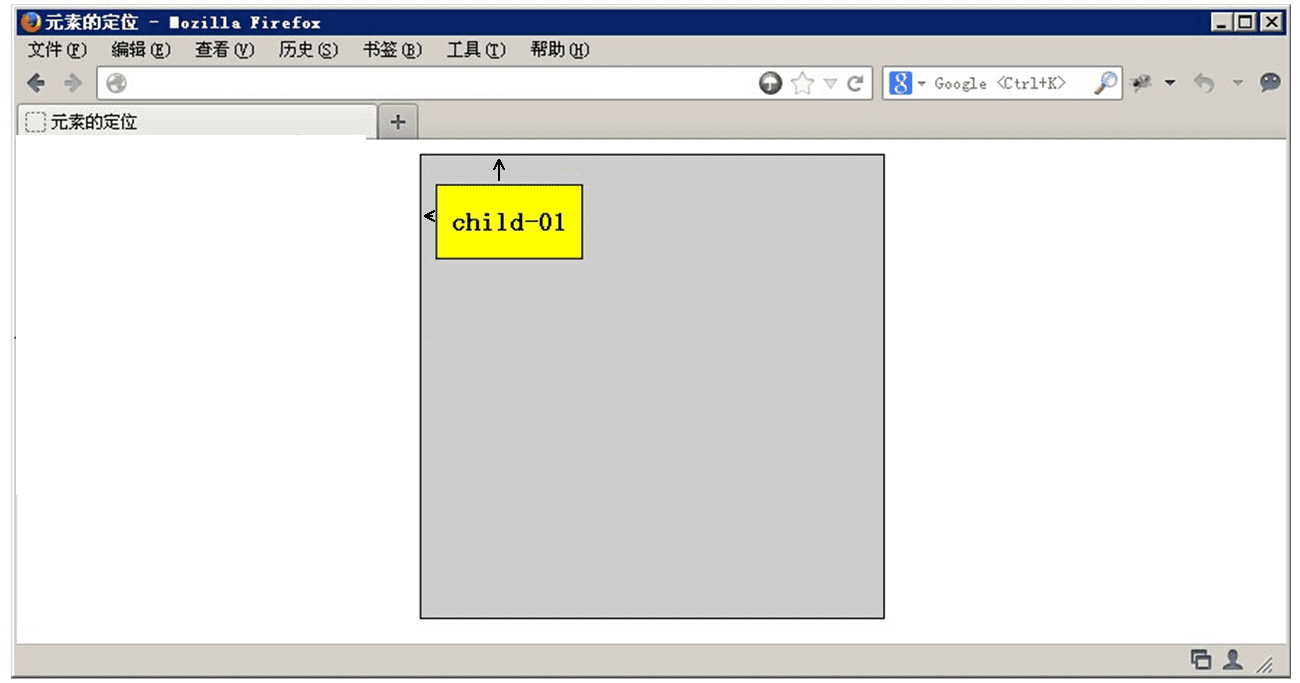 元素的定位 - Mozilla Firefox
文件(F) 编辑(E) 查看(V) 历史(S) 书签(B) 工具(T) 帮助(H)
8 Google <Ctrl+K>
元素的定位 +
child-01